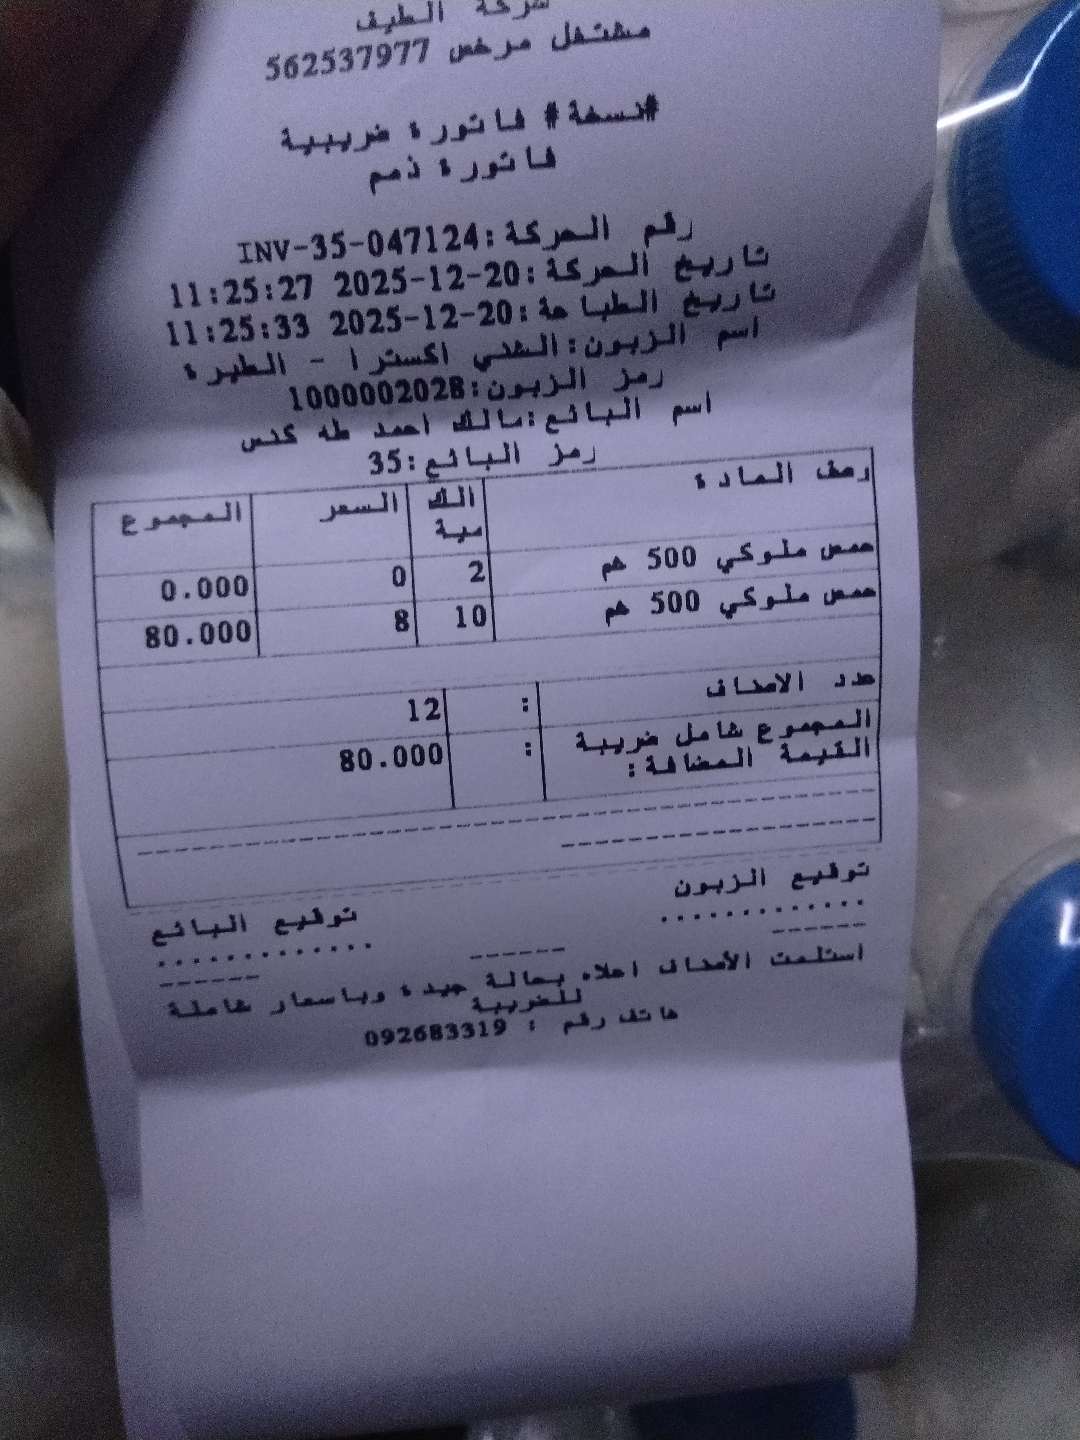 شركة الطيف
مشتغل مرخص 562537977
#نسخة# فاتورة ضريبية
فاتورة ذمم
رقم الحركة:INV-35-047124
تاريخ الحركة:2025-12-20 11:25:27
تاريخ الطباعة:2025-12-20 11:25:33
اسم الزبون:الشني اكسترا - الطيرة
رمز الزبون:1000002028
اسم البائع:مالك احمد طه كنس
رمز البائع:35
وصف المادة الكمية السعر المجموع
حمص ملوكي 500 غم 2 0 0.000
حمص ملوكي 500 غم 10 8 80.000
عدد الاصناف : 12
المجموع شامل ضريبة : 80.000
القيمة المضافة:
توقيع الزبون توقيع البائع
استلمت الأصناف اعلاه بحالة جيدة وباسعار شاملة
للضريبة
هاتف رقم : 092683319